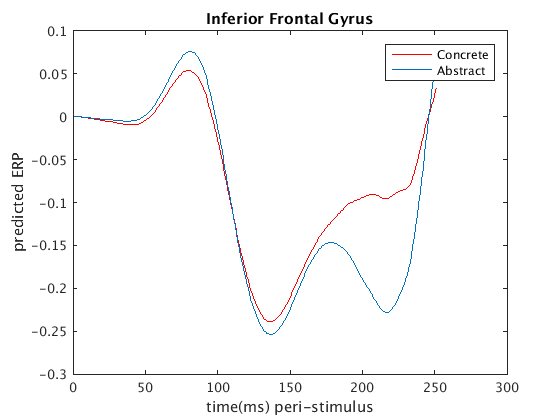 Inferior Frontal Gyrus
0.1
0.05
0
-0.05
-0.1
-0.15
-0.2
-0.25
-0.3
predicted ERP
Concrete
Abstract
0 50 100 150 200 250 300
time(ms) peri-stimulus